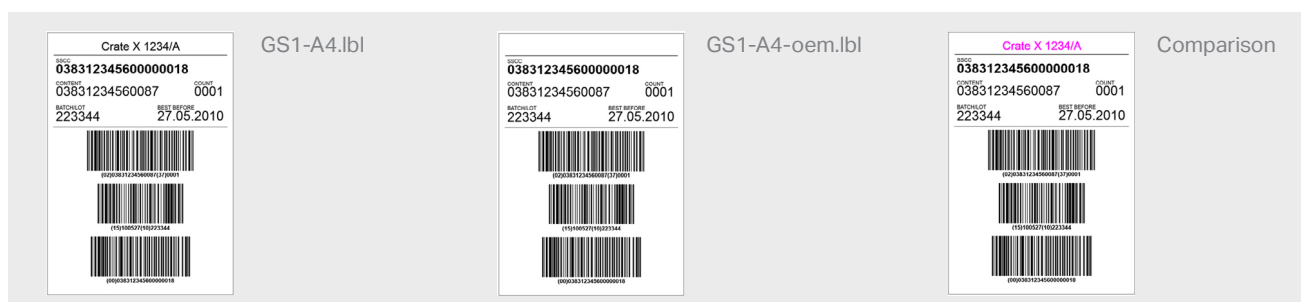 Crate X 1234/A
SSCC
038312345600000018
CONTENT COUNT
03831234560087 0001
BATCH/LOT BEST BEFORE
223344 27.05.2010
(02)03831234560087(37)0001
(15)100527(10)223344
(00)038312345600000018
GS1-A4.lbl
SSCC
038312345600000018
CONTENT COUNT
03831234560087 0001
BATCH/LOT BEST BEFORE
223344 27.05.2010
(02)03831234560087(37)0001
(15)100527(10)223344
(00)038312345600000018
GS1-A4-oem.lbl
Crate X 1234/A
SSCC
038312345600000018
CONTENT COUNT
03831234560087 0001
BATCH/LOT BEST BEFORE
223344 27.05.2010
(02)03831234560087(37)0001
(15)100527(10)223344
(00)038312345600000018
Comparison